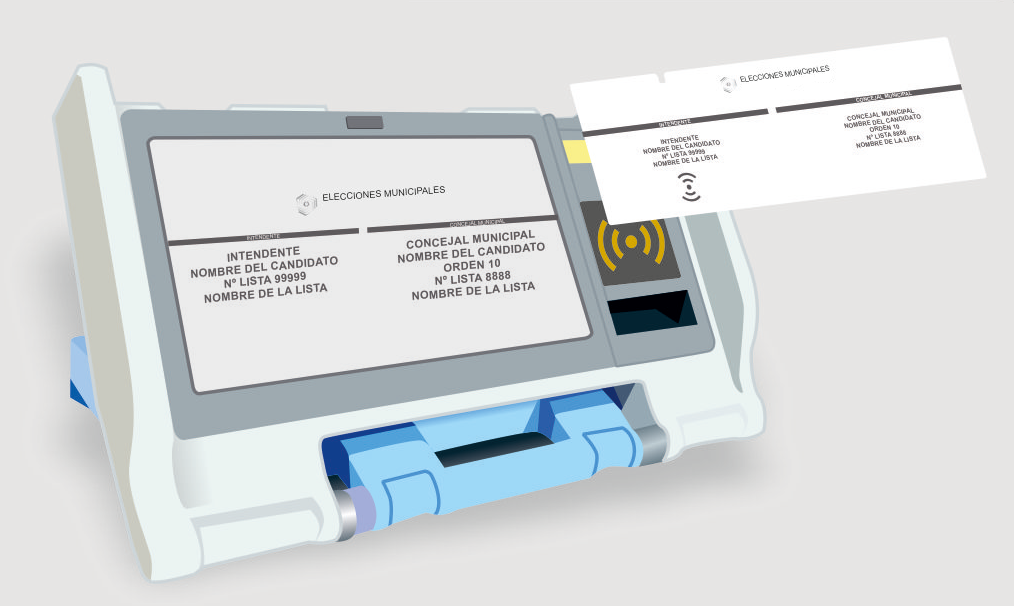 ELECCIONES MUNICIPALES
INTENDENTE
INTENDENTE
NOMBRE DEL CANDIDATO
Nº LISTA 99999
NOMBRE DE LA LISTA
CONCEJAL MUNICIPAL
CONCEJAL MUNICIPAL
NOMBRE DEL CANDIDATO
ORDEN 10
Nº LISTA 8888
NOMBRE DE LA LISTA
ELECCIONES MUNICIPALES
INTENDENTE
INTENDENTE
NOMBRE DEL CANDIDATO
Nº LISTA 99999
NOMBRE DE LA LISTA
CONCEJAL MUNICIPAL
CONCEJAL MUNICIPAL
NOMBRE DEL CANDIDATO
ORDEN 10
Nº LISTA 8888
NOMBRE DE LA LISTA